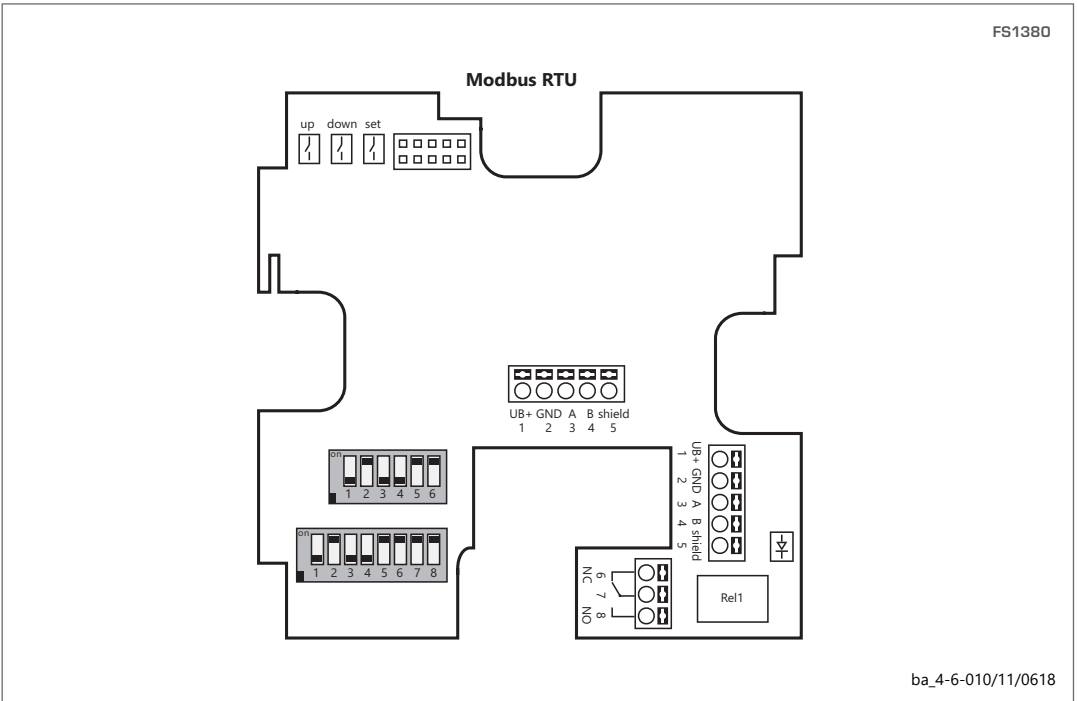 FS1380
Modbus RTU
up down set
UB+ GND A B shield
1 2 3 4 5
on
1 2 3 4 5 6
on
1 2 3 4 5 6 7 8
UB+ GND A B shield
1 2 3 4 5
NC NO
6 7 8
Rel1
ba_4-6-010/11/0618